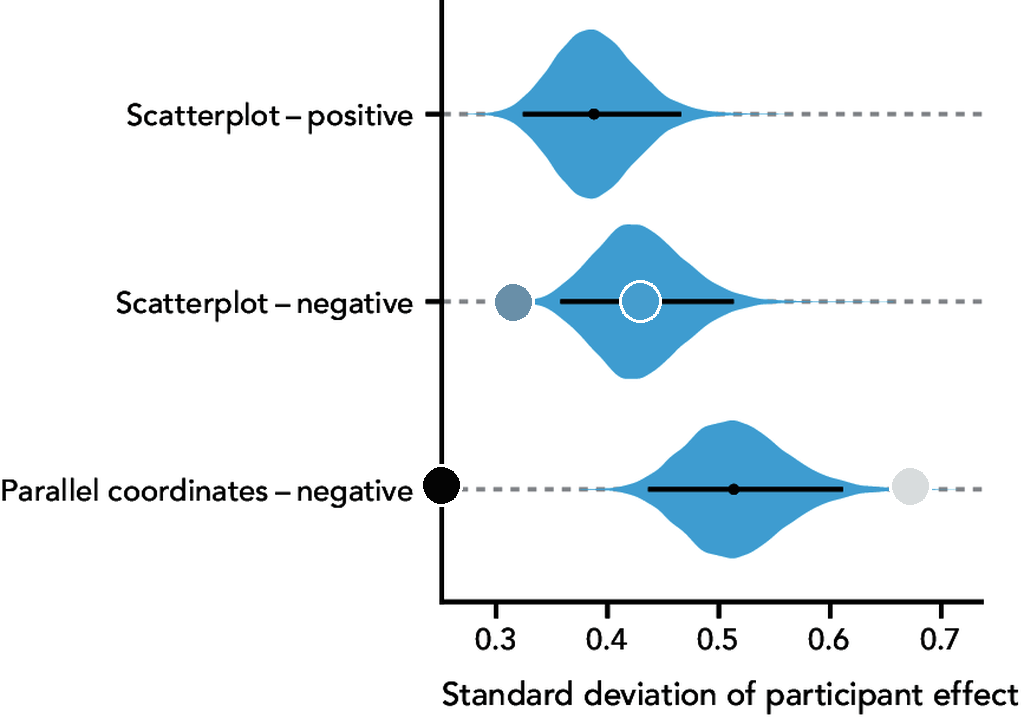 Scatterplot – positive
Scatterplot – negative
Parallel coordinates – negative
0.3 0.4 0.5 0.6 0.7
Standard deviation of participant effect